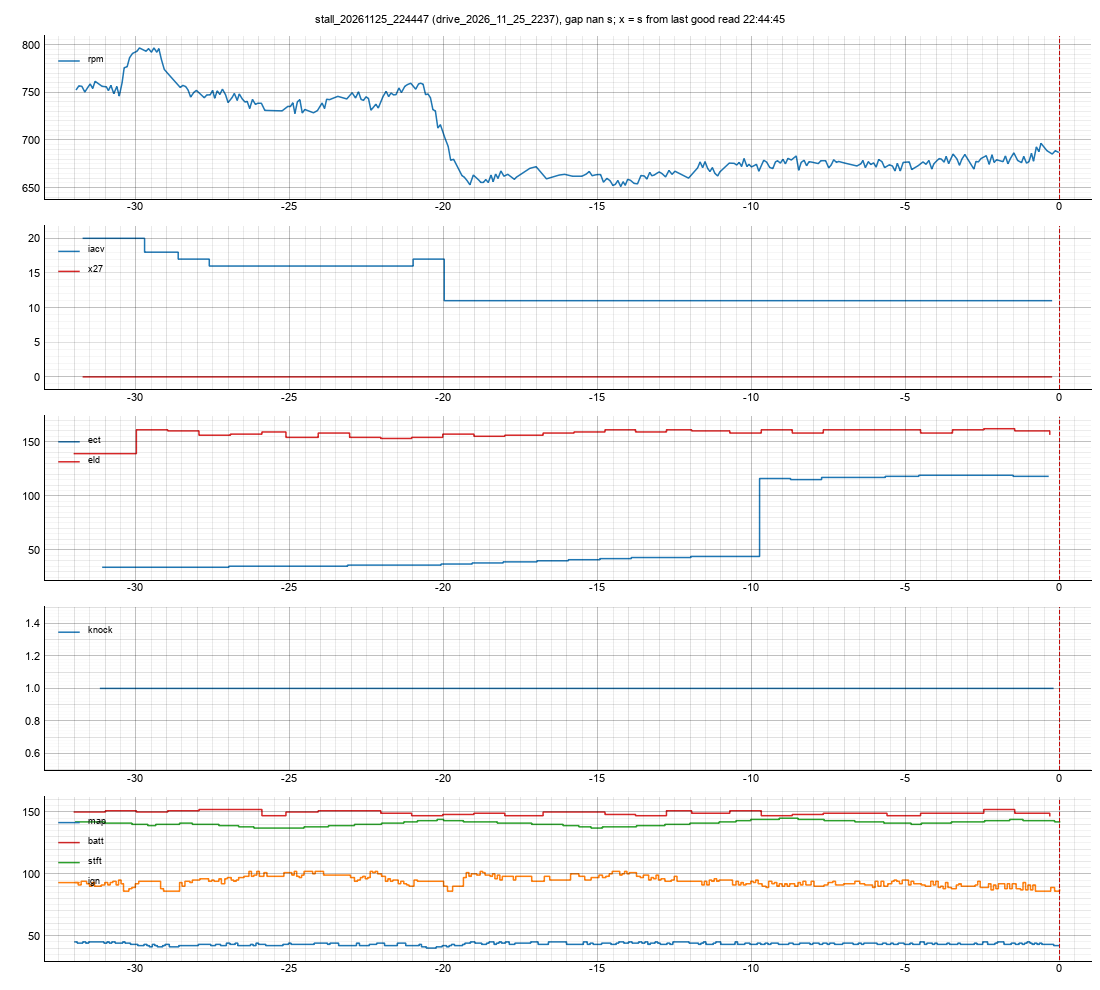 stall_20261125_224447 (drive_2026_11_25_2237), gap nan s; x = s from last good read 22:44:45
800
750
700
650
rpm
-30 -25 -20 -15 -10 -5 0
20
15
10
5
0
iacv
x27
-30 -25 -20 -15 -10 -5 0
150
100
50
ect
eld
-30 -25 -20 -15 -10 -5 0
1.4
1.2
1.0
0.8
0.6
knock
-30 -25 -20 -15 -10 -5 0
150
100
50
map
batt
stft
ign
-30 -25 -20 -15 -10 -5 0